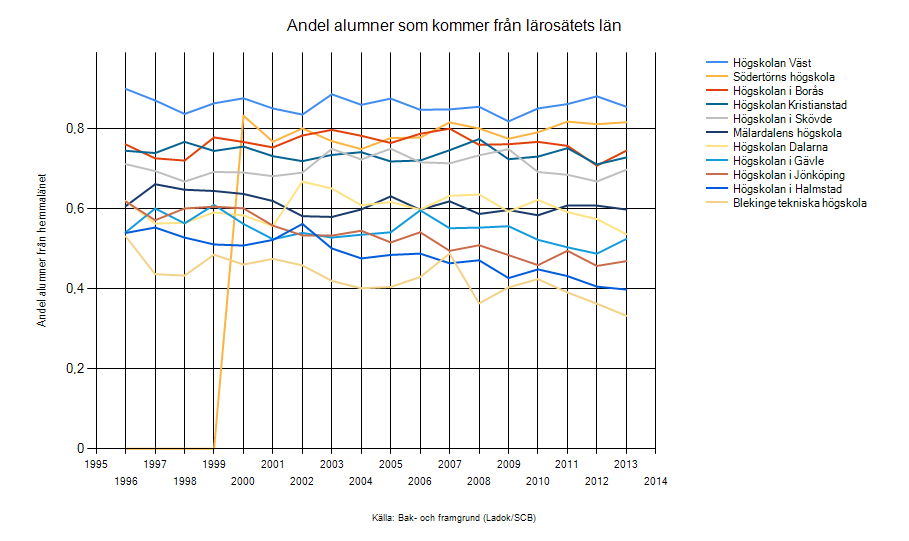 Andel alumner som kommer från lärosätets län
Andel alumner från hemmalänet
0,8
0,6
0,4
0,2
0
1995 1997 1999 2001 2003 2005 2007 2009 2011 2013
1996 1998 2000 2002 2004 2006 2008 2010 2012 2014
Högskolan Väst
Södertörns högskola
Högskolan i Borås
Högskolan Kristianstad
Högskolan i Skövde
Mälardalens högskola
Högskolan Dalarna
Högskolan i Gävle
Högskolan i Jönköping
Högskolan i Halmstad
Blekinge tekniska högskola
Källa: Bak- och framgrund (Ladok/SCB)